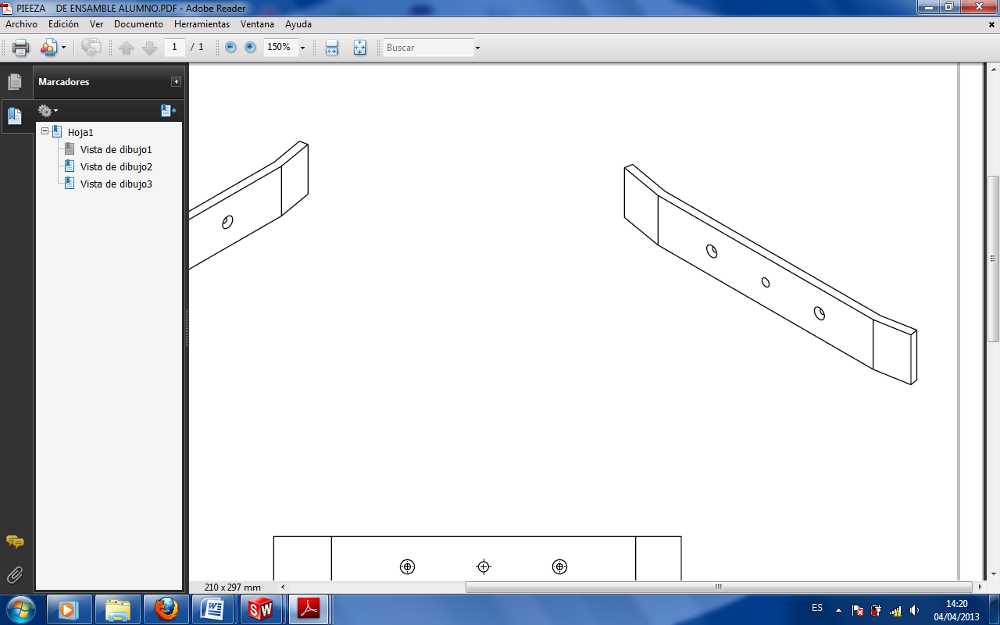 PIEEZA DE ENSAMBLE ALUMNO.PDF - Adobe Reader
Archivo Edición Ver Documento Herramientas Ventana Ayuda
1 / 1 150% Buscar
Marcadores
Hoja1
Vista de dibujo1
Vista de dibujo2
Vista de dibujo3
210 x 297 mm
W SW ES 14:20
04/04/2013